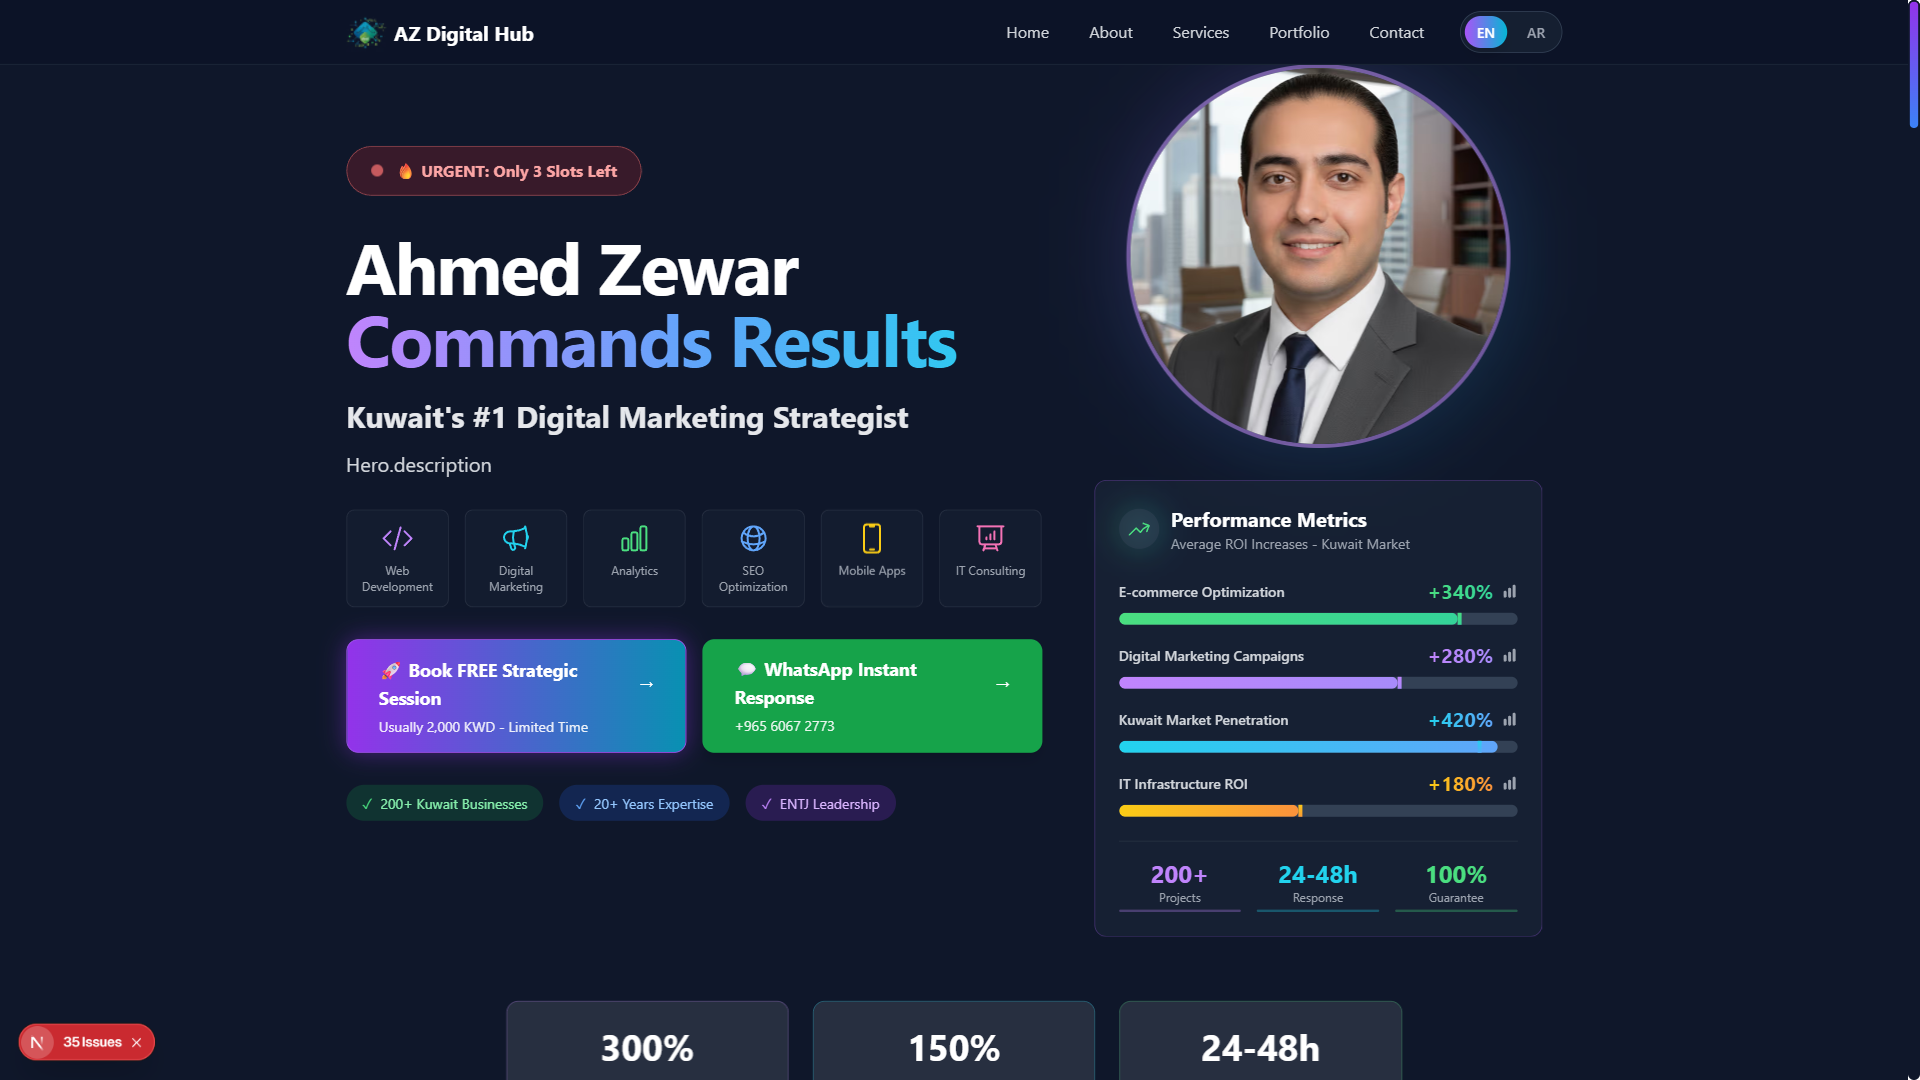 AZ Digital Hub
Home
About
Services
Portfolio
Contact
EN
AR
🔥 URGENT: Only 3 Slots Left
Ahmed Zewar
Commands Results
Kuwait's #1 Digital Marketing Strategist
Hero.description
Web
Development
Digital
Marketing
Analytics
SEO
Optimization
Mobile Apps
IT Consulting
🚀 Book FREE Strategic
Session
→
Usually 2,000 KWD - Limited Time
💬 WhatsApp Instant
Response
→
+965 6067 2773
✓ 200+ Kuwait Businesses
✓ 20+ Years Expertise
✓ ENTJ Leadership
Performance Metrics
Average ROI Increases - Kuwait Market
E-commerce Optimization
+340%
Digital Marketing Campaigns
+280%
Kuwait Market Penetration
+420%
IT Infrastructure ROI
+180%
200+
Projects
24-48h
Response
100%
Guarantee
300%
150%
24-48h
N
35 Issues